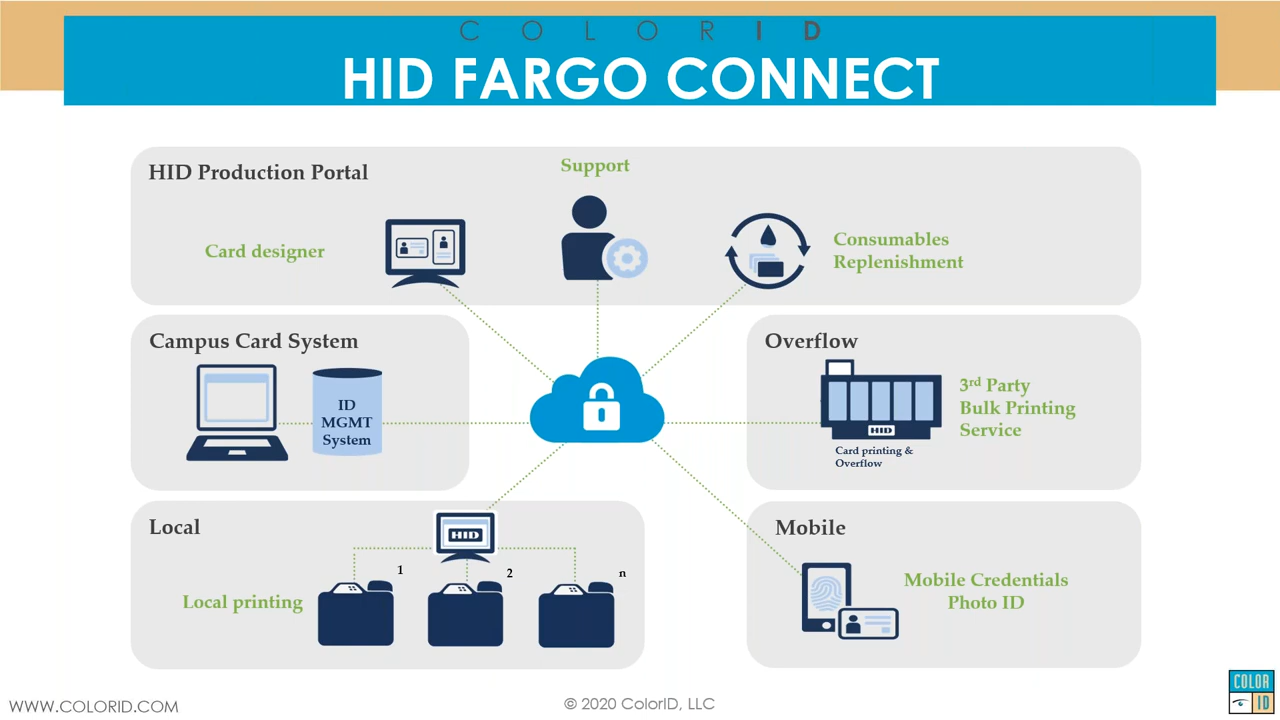 COLORID
HID FARGO CONNECT
HID Production Portal
Support
Card designer
Consumables
Replenishment
Campus Card System
ID
MGMT
System
Overflow
HID
3rd Party
Bulk Printing
Service
Card printing &
Overflow
Local
HID
1
2
n
Local printing
Mobile
Mobile Credentials
Photo ID
WWW.COLORID.COM
© 2020 ColorID, LLC
COLOR
ID